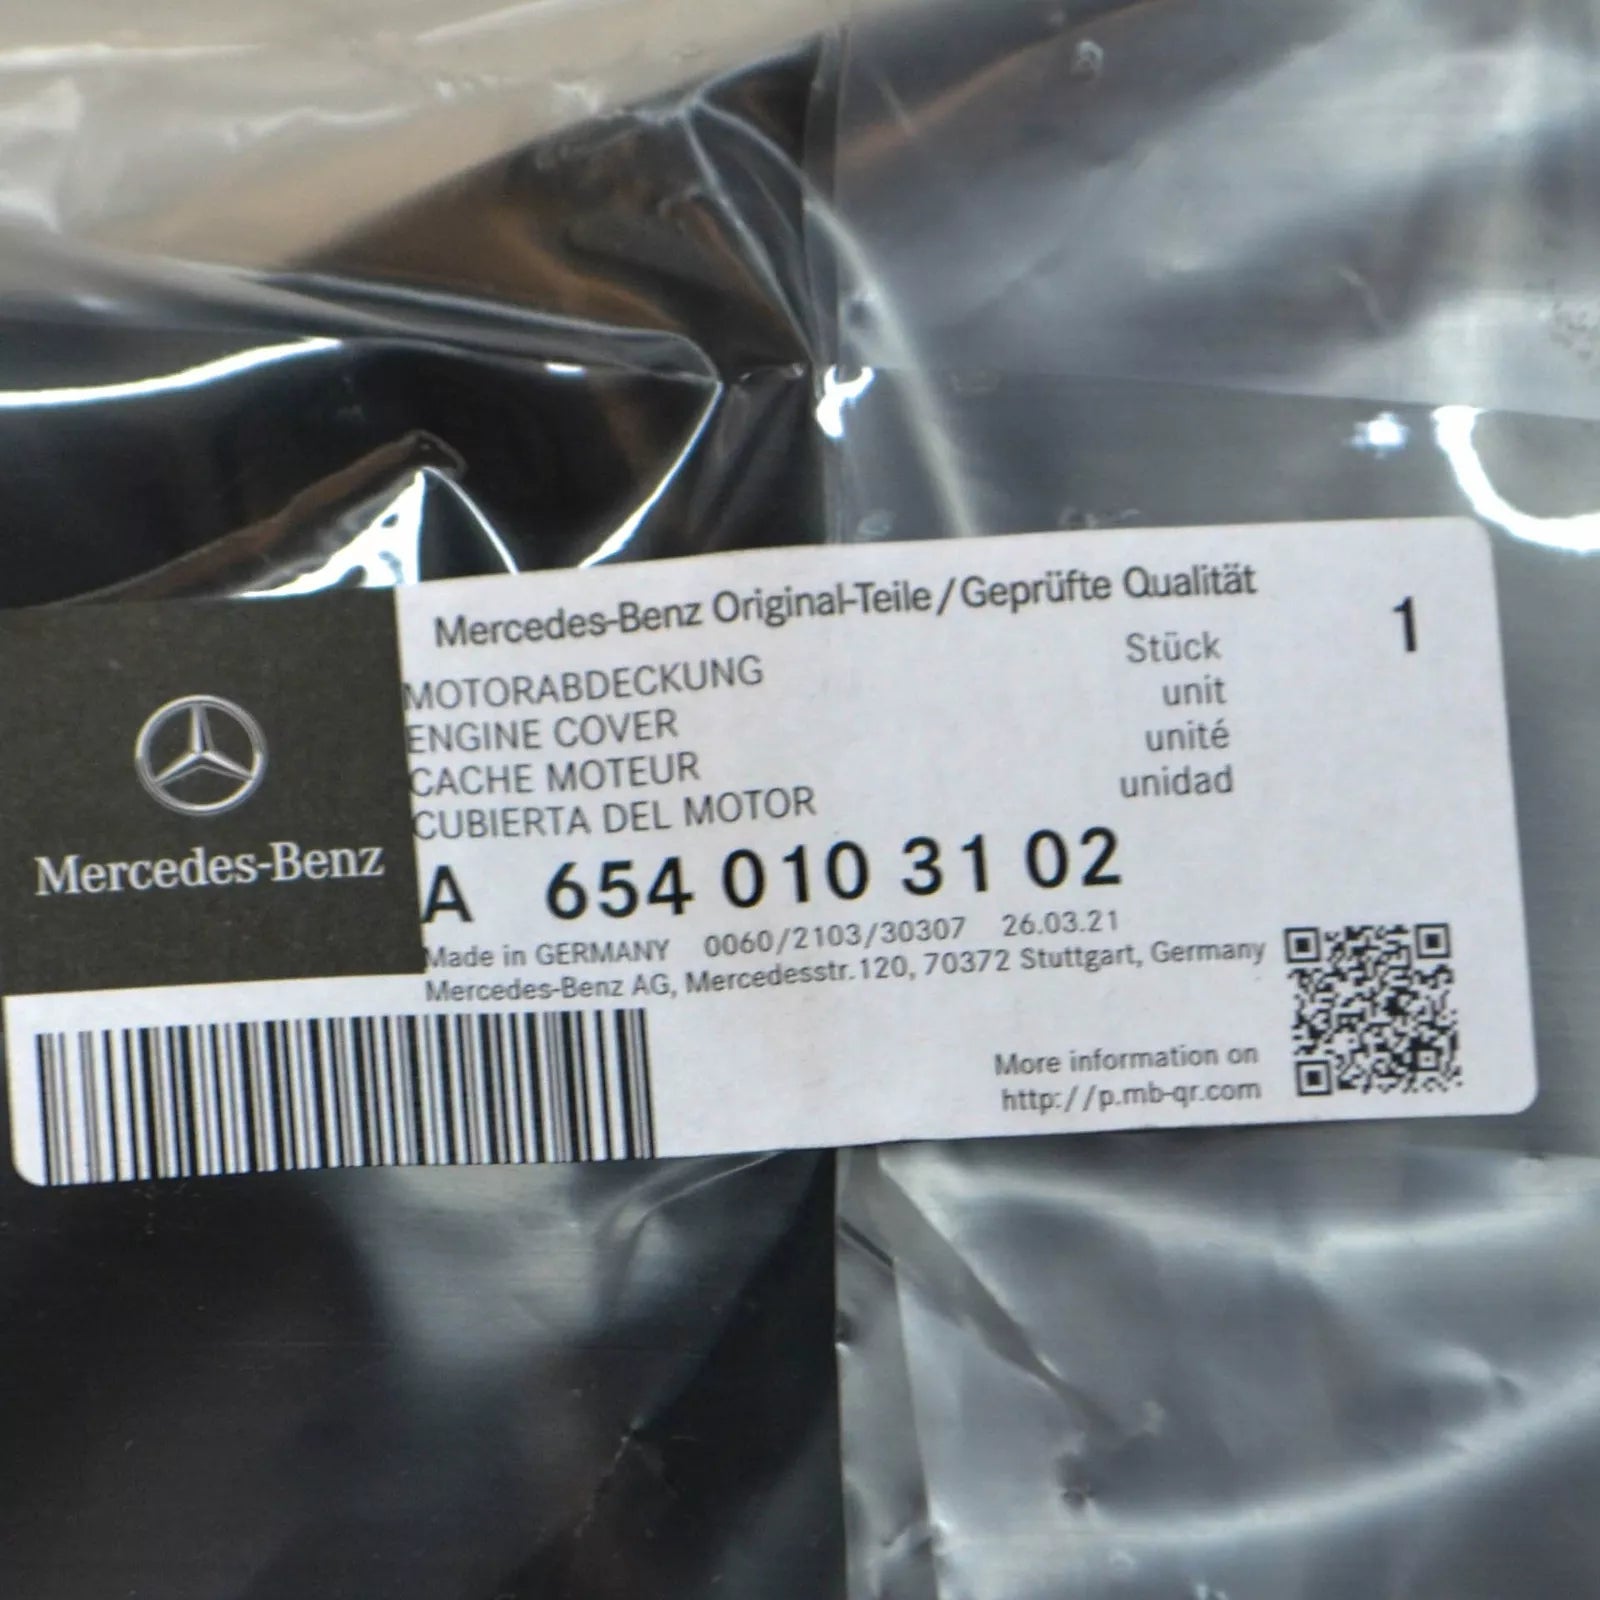 Mercedes-Benz Original-Teile/Geprüfte Qualität
MOTORABDECKUNG Stück 1
ENGINE COVER unit
CACHE MOTEUR unité
CUBIERTA DEL MOTOR unidad
Mercedes-Benz
A 654 010 31 02
Made in GERMANY 0060/2103/30307 26.03.21
Mercedes-Benz AG, Mercedesstr.120, 70372 Stuttgart, Germany
More information on
http://p.mb-qr.com